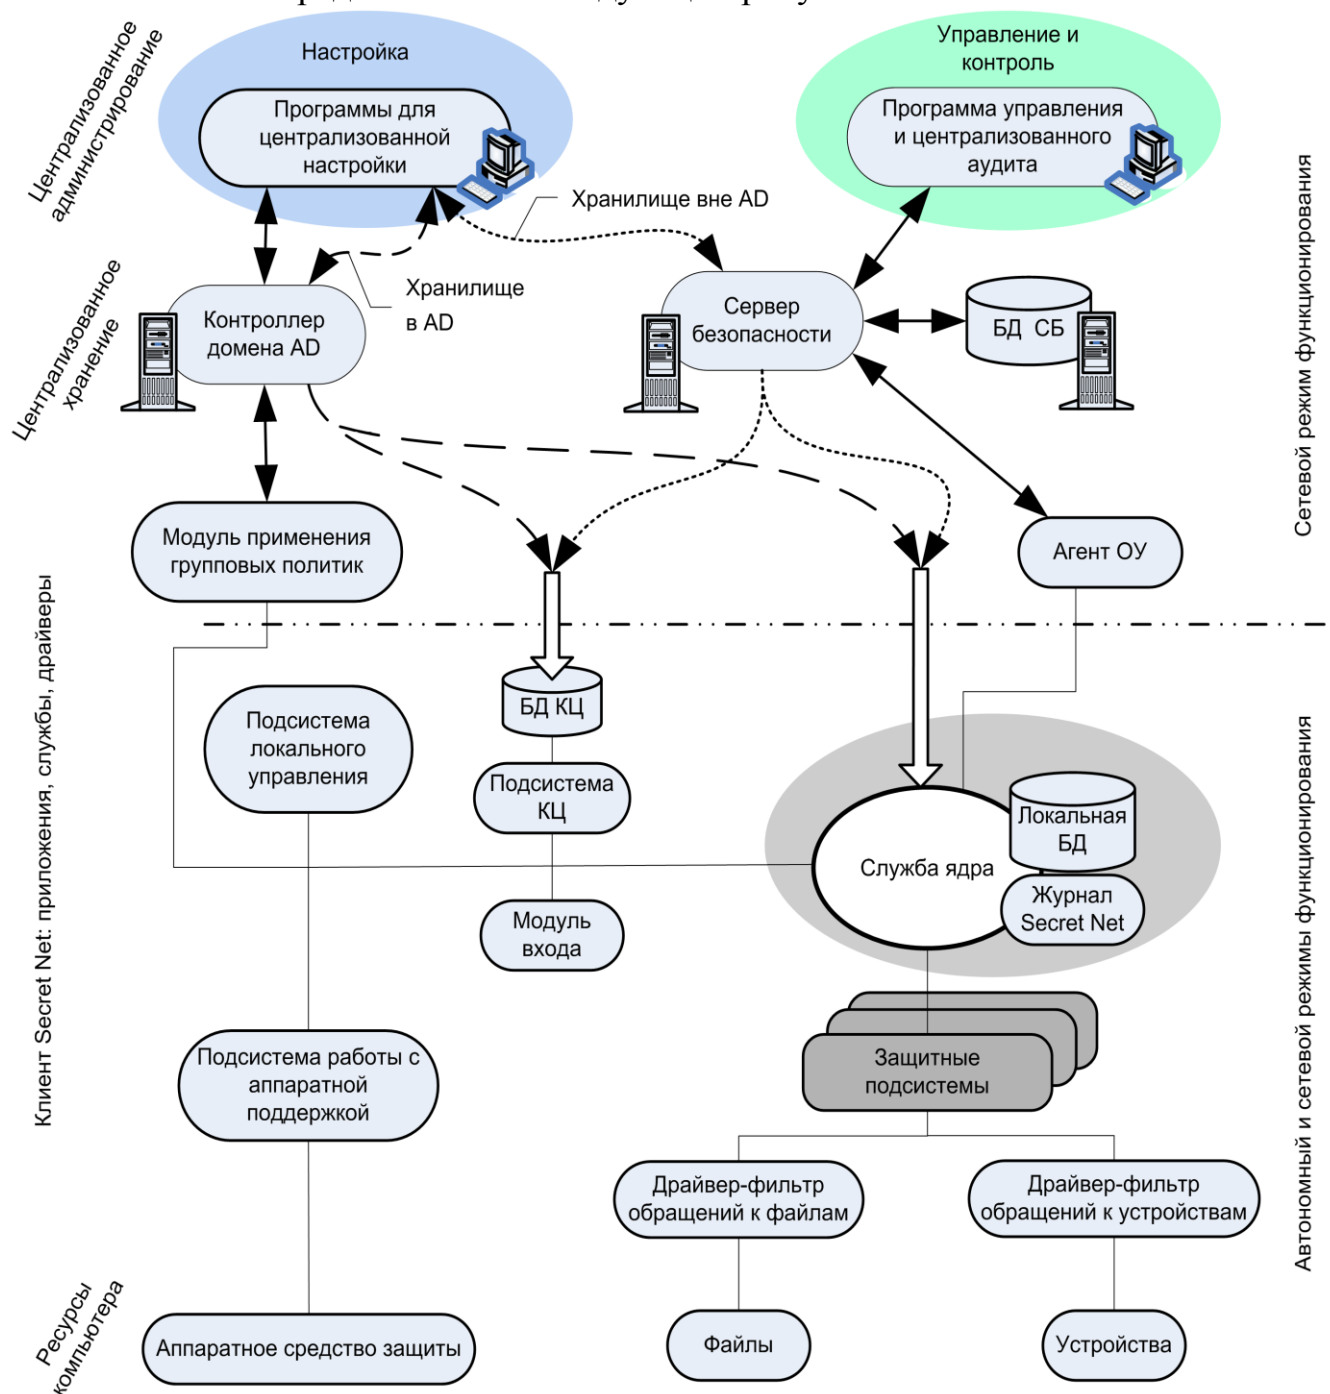 Централизованное
администрирование
Настройка
Программы для
централизованной
настройки
Управление и
контроль
Программа управления
и централизованного
аудита
Хранилище вне AD
Хранилище
в AD
Централизованное
хранение
Контроллер
домена AD
Сервер
безопасности
БД СБ
Сетевой режим функционирования
Модуль применения
групповых политик
Агент ОУ
Клиент Secret Net: приложения, службы, драйверы
Подсистема
локального
управления
БД КЦ
Подсистема
КЦ
Модуль
входа
Служба ядра
Локальная
БД
Журнал
Secret Net
Автономный и сетевой режимы функционирования
Подсистема работы с
аппаратной
поддержкой
Защитные
подсистемы
Драйвер-фильтр
обращений к файлам
Драйвер-фильтр
обращений к устройствам
Ресурсы
компьютера
Аппаратное средство защиты
Файлы
Устройства